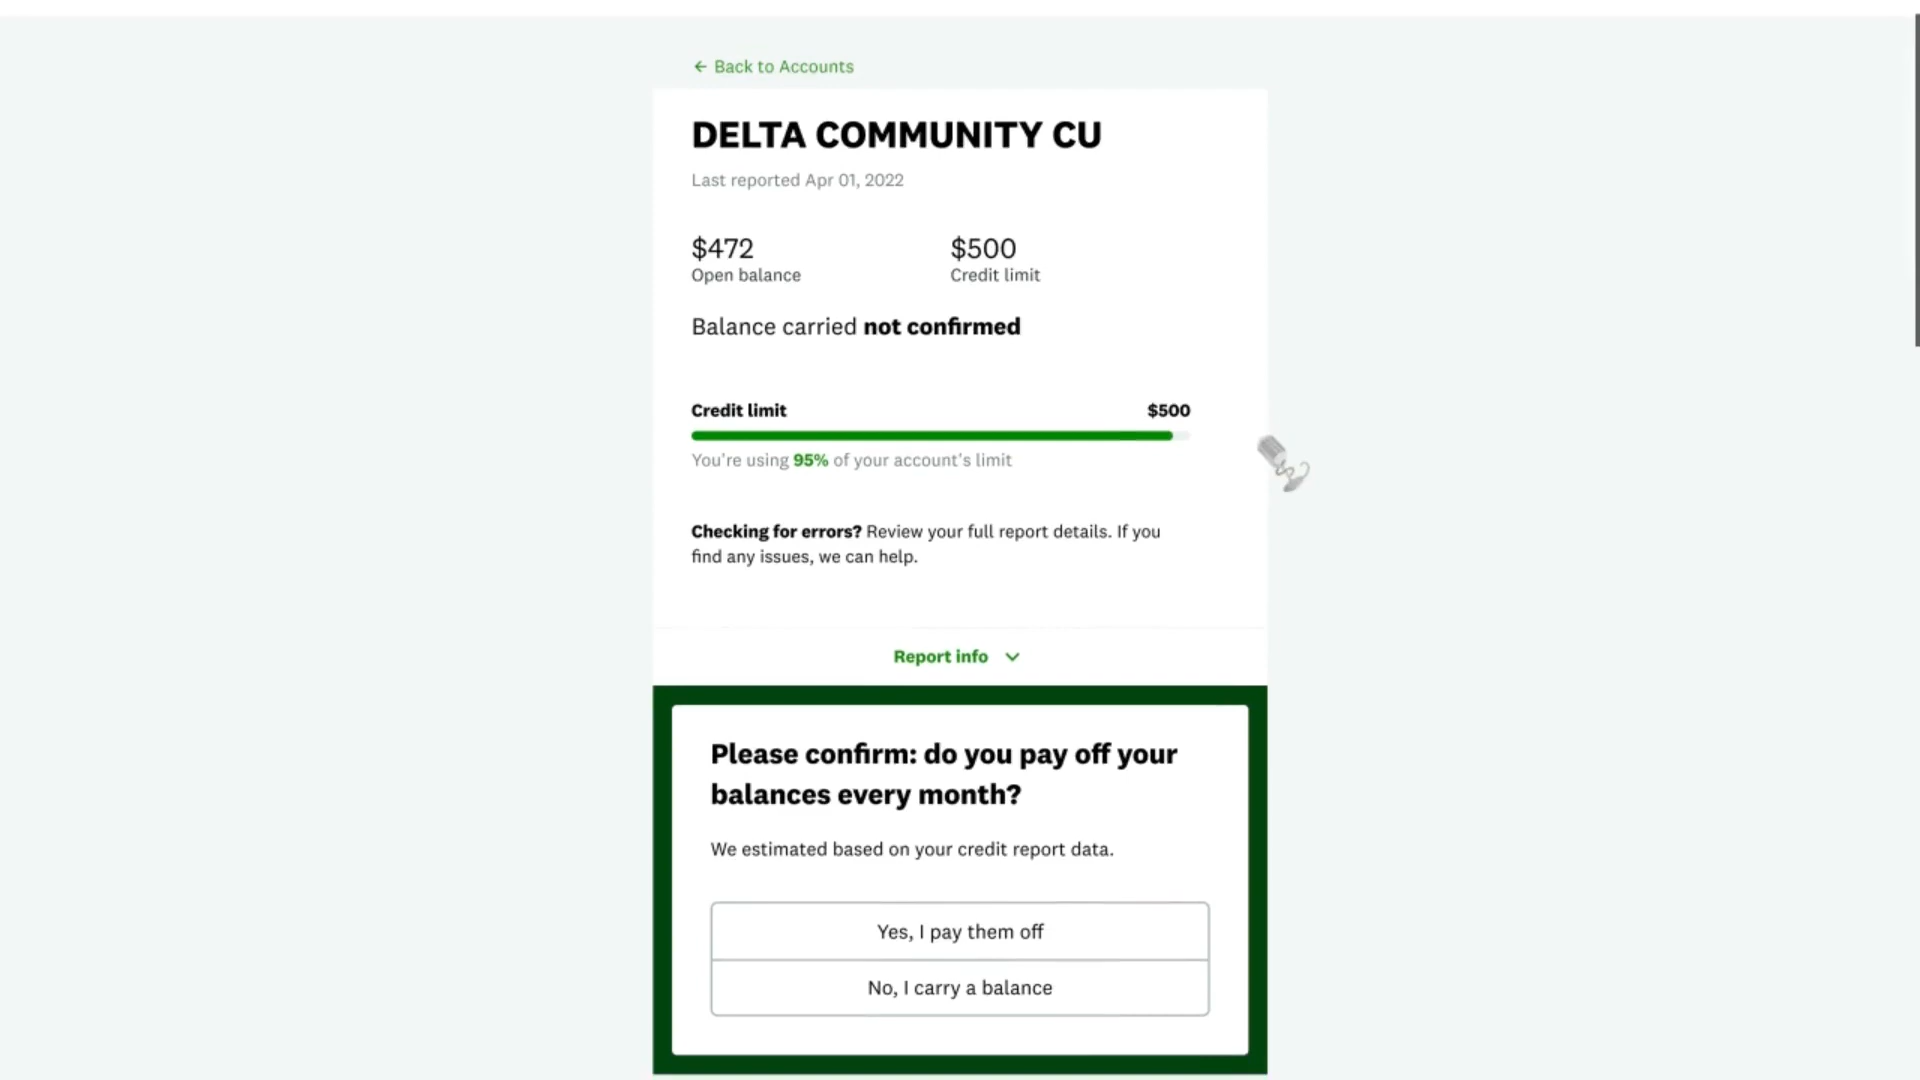 ← Back to Accounts
DELTA COMMUNITY CU
Last reported Apr 01, 2022
$472 $500
Open balance Credit limit
Balance carried not confirmed
Credit limit $500
You're using 95% of your account's limit
Checking for errors? Review your full report details. If you
find any issues, we can help.
Report info
Please confirm: do you pay off your
balances every month?
We estimated based on your credit report data.
Yes, I pay them off
No, I carry a balance